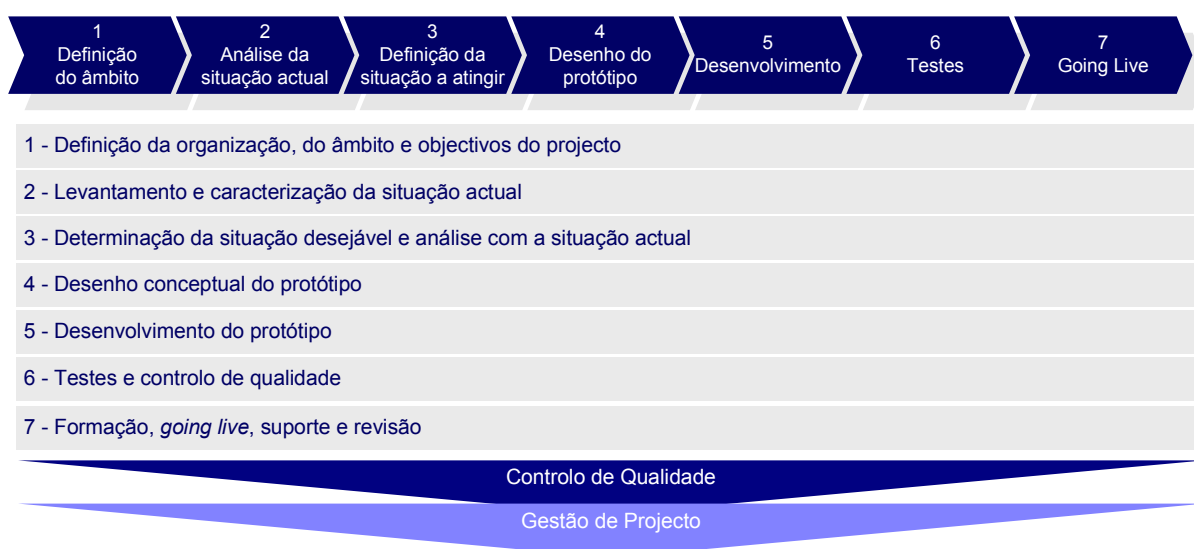 1
Definição
do âmbito
2
Análise da
situação actual
3
Definição da
situação a atingir
4
Desenho do
protótipo
5
Desenvolvimento
6
Testes
7
Going Live
1 - Definição da organização, do âmbito e objectivos do projecto
2 - Levantamento e caracterização da situação actual
3 - Determinação da situação desejável e análise com a situação actual
4 - Desenho conceptual do protótipo
5 - Desenvolvimento do protótipo
6 - Testes e controlo de qualidade
7 - Formação, going live, suporte e revisão
Controlo de Qualidade
Gestão de Projecto